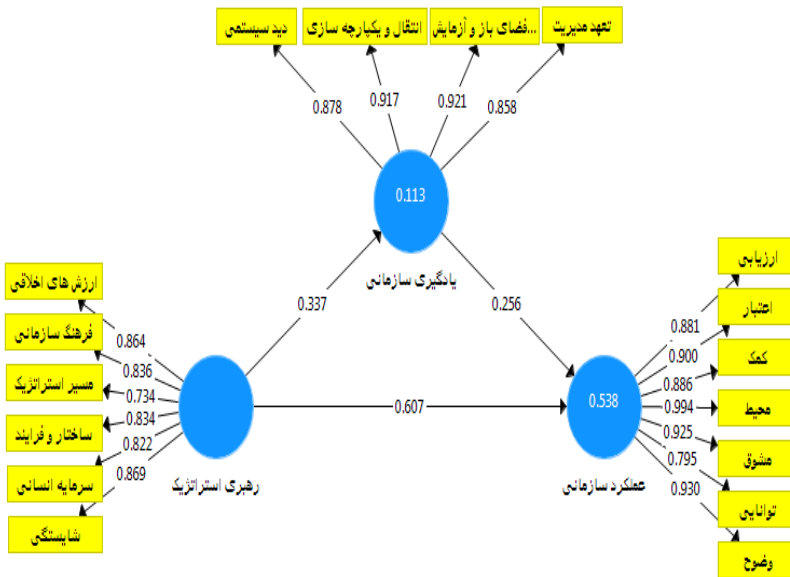 دید سیستمی
انتقال و یکپارچه سازی
فضای باز و آزمایش...
تعهد مدیریت
0.878
0.917
0.921
0.858
0.113
یادگیری سازمانی
0.337
0.256
ارزش های اخلاقی
فرهنگ سازمانی
مسیر استراتژیک
ساختار و فرایند
سرمایه انسانی
شایستگی
0.864
0.836
0.734
0.834
0.822
0.869
رهبری استراتژیک
0.607
0.538
عملکرد سازمانی
0.881
0.900
0.886
0.994
0.925
0.795
0.930
ارزیابی
اعتبار
کمک
محیط
مشوق
توانایی
وضوح